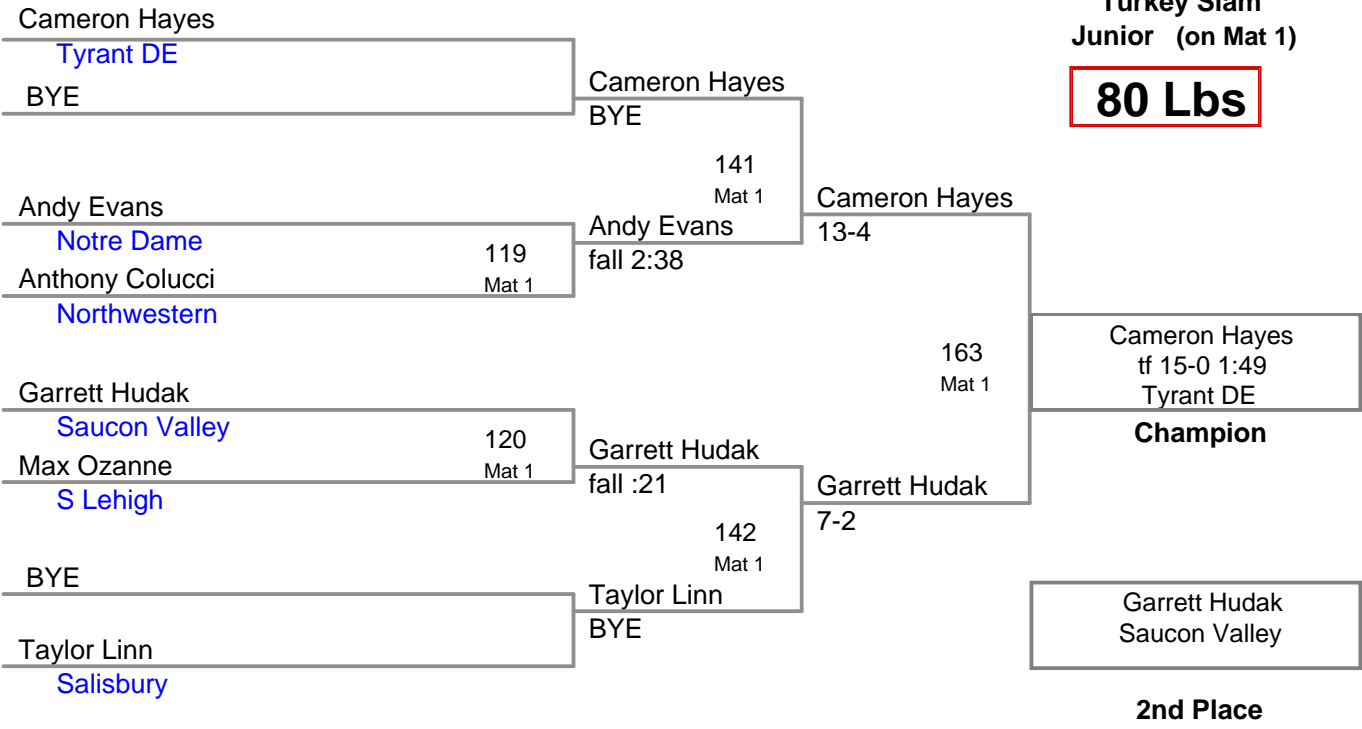 Turkey Slam
Junior (on Mat 1)
80 Lbs
Cameron Hayes
Tyrant DE
BYE
Cameron Hayes
BYE
141
Mat 1
Andy Evans
Notre Dame
119
Mat 1
Anthony Colucci
Northwestern
Andy Evans
fall 2:38
Cameron Hayes
13-4
Garrett Hudak
Saucon Valley
120
Mat 1
Max Ozanne
S Lehigh
Garrett Hudak
fall :21
142
Mat 1
BYE
Taylor Linn
Salisbury
Taylor Linn
BYE
Garrett Hudak
7-2
163
Mat 1
Cameron Hayes
tf 15-0 1:49
Tyrant DE
Champion
Garrett Hudak
Saucon Valley
2nd Place